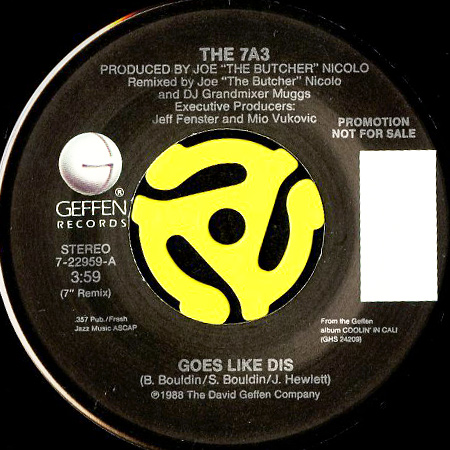 THE 7A3
PRODUCED BY JOE "THE BUTCHER" NICOLO
Remixed by Joe "The Butcher" Nicolo
and DJ Grandmixer Muggs
Executive Producers:
Jeff Fenster and Mio Vukovic
PROMOTION
NOT FOR SALE
GEFFEN ®
RECORDS
STEREO
7-22959-A
3:59
(7" Remix)
.357 Pub./Fresh
Jazz Music ASCAP
From the Geffen
album COOLIN' IN CALI
(GHS 24209)
GOES LIKE DIS
(B. Bouldin/S. Bouldin/J. Hewlett)
℗1988 The David Geffen Company